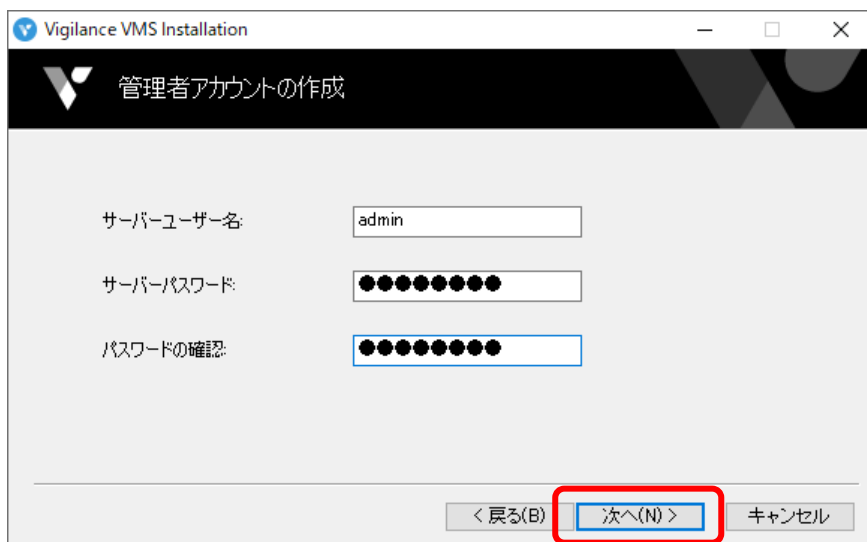 Vigilance VMS Installation
管理者アカウントの作成
サーバーユーザー名:
admin
サーバーパスワード:
●●●●●●●●
パスワードの確認:
●●●●●●●●
< 戻る(B)
次へ(N) >
キャンセル